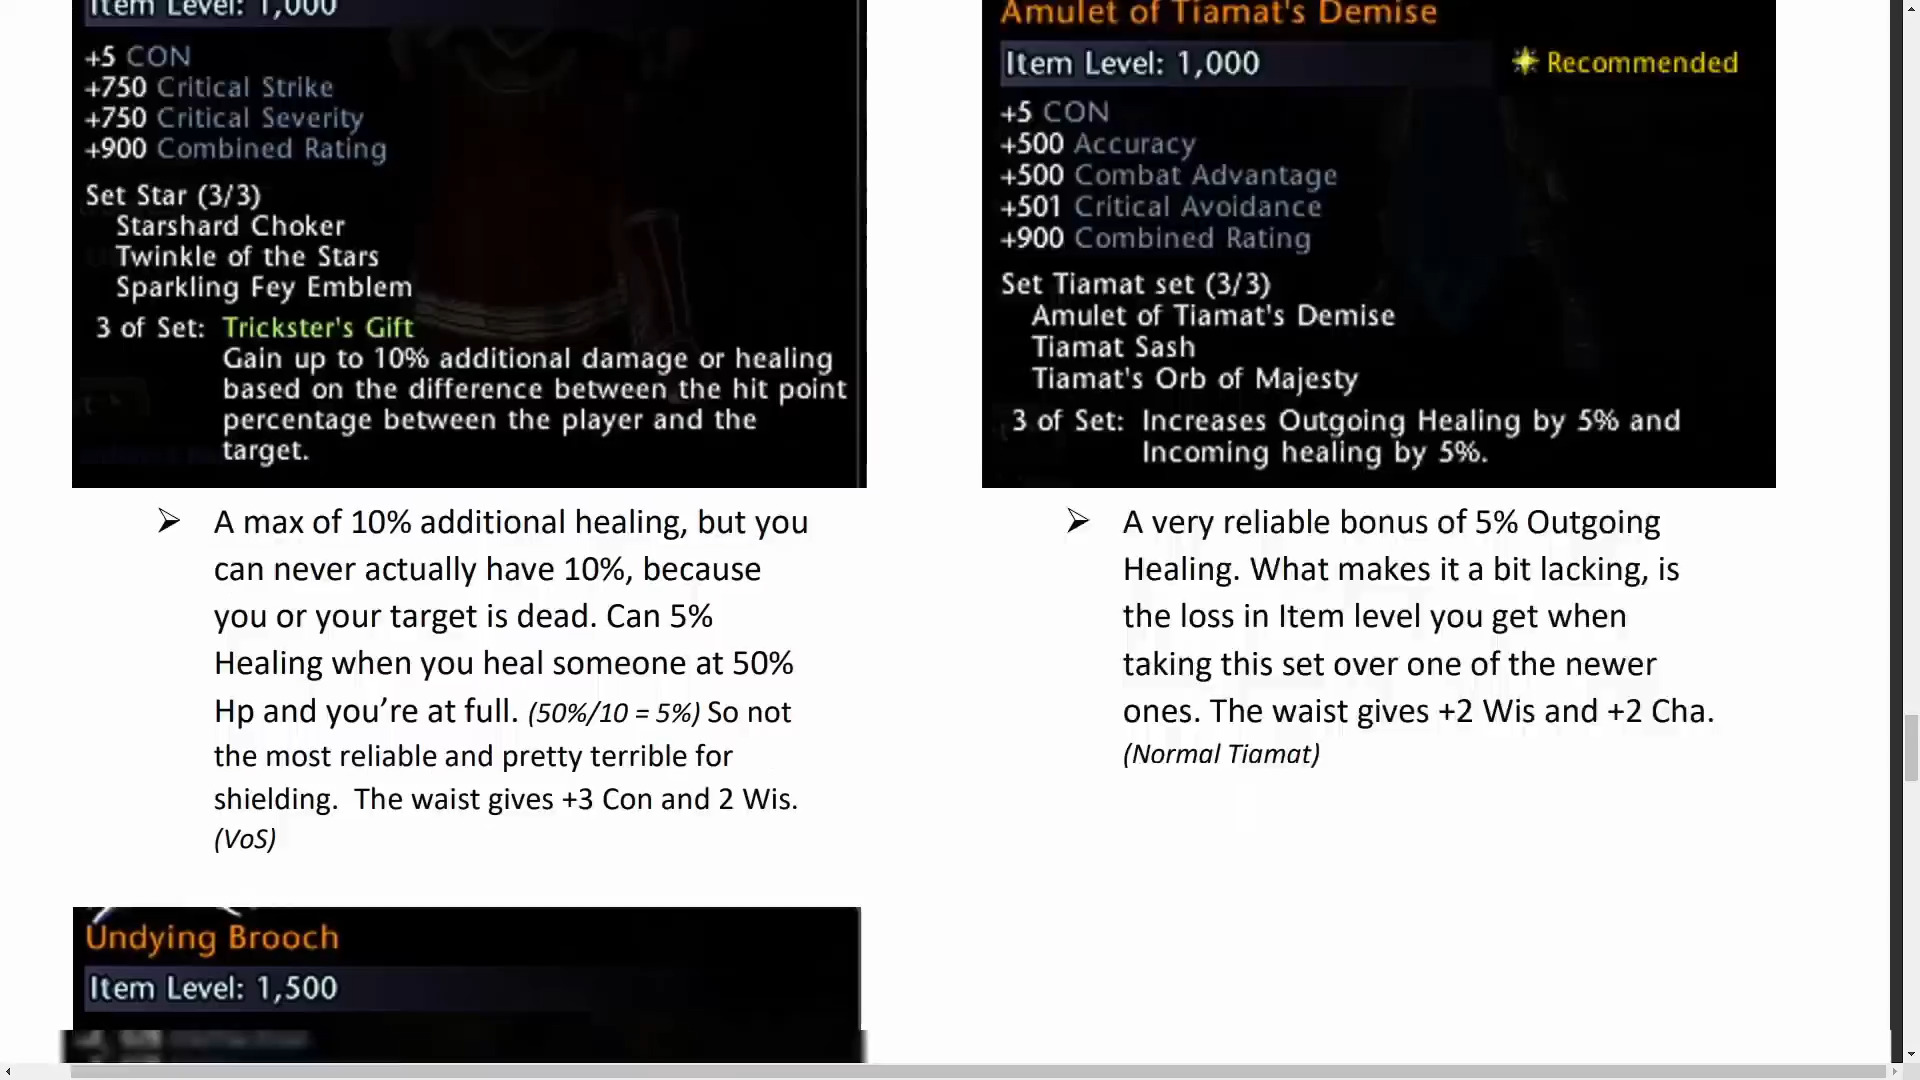 Item Level: 1,000
+5 CON
+750 Critical Strike
+750 Critical Severity
+900 Combined Rating
Set Star (3/3)
Starshard Choker
Twinkle of the Stars
Sparkling Fey Emblem
3 of Set: Trickster's Gift
Gain up to 10% additional damage or healing
based on the difference between the hit point
percentage between the player and the
target.
A max of 10% additional healing, but you
can never actually have 10%, because
you or your target is dead. Can 5%
Healing when you heal someone at 50%
Hp and you’re at full. (50%/10 = 5%) So not
the most reliable and pretty terrible for
shielding. The waist gives +3 Con and 2 Wis.
(VoS)
Amulet of Tiamat's Demise
Item Level: 1,000
Recommended
+5 CON
+500 Accuracy
+500 Combat Advantage
+501 Critical Avoidance
+900 Combined Rating
Set Tiamat set (3/3)
Amulet of Tiamat's Demise
Tiamat Sash
Tiamat's Orb of Majesty
3 of Set: Increases Outgoing Healing by 5% and
Incoming healing by 5%.
A very reliable bonus of 5% Outgoing
Healing. What makes it a bit lacking, is
the loss in Item level you get when
taking this set over one of the newer
ones. The waist gives +2 Wis and +2 Cha.
(Normal Tiamat)
Undying Brooch
Item Level: 1,500